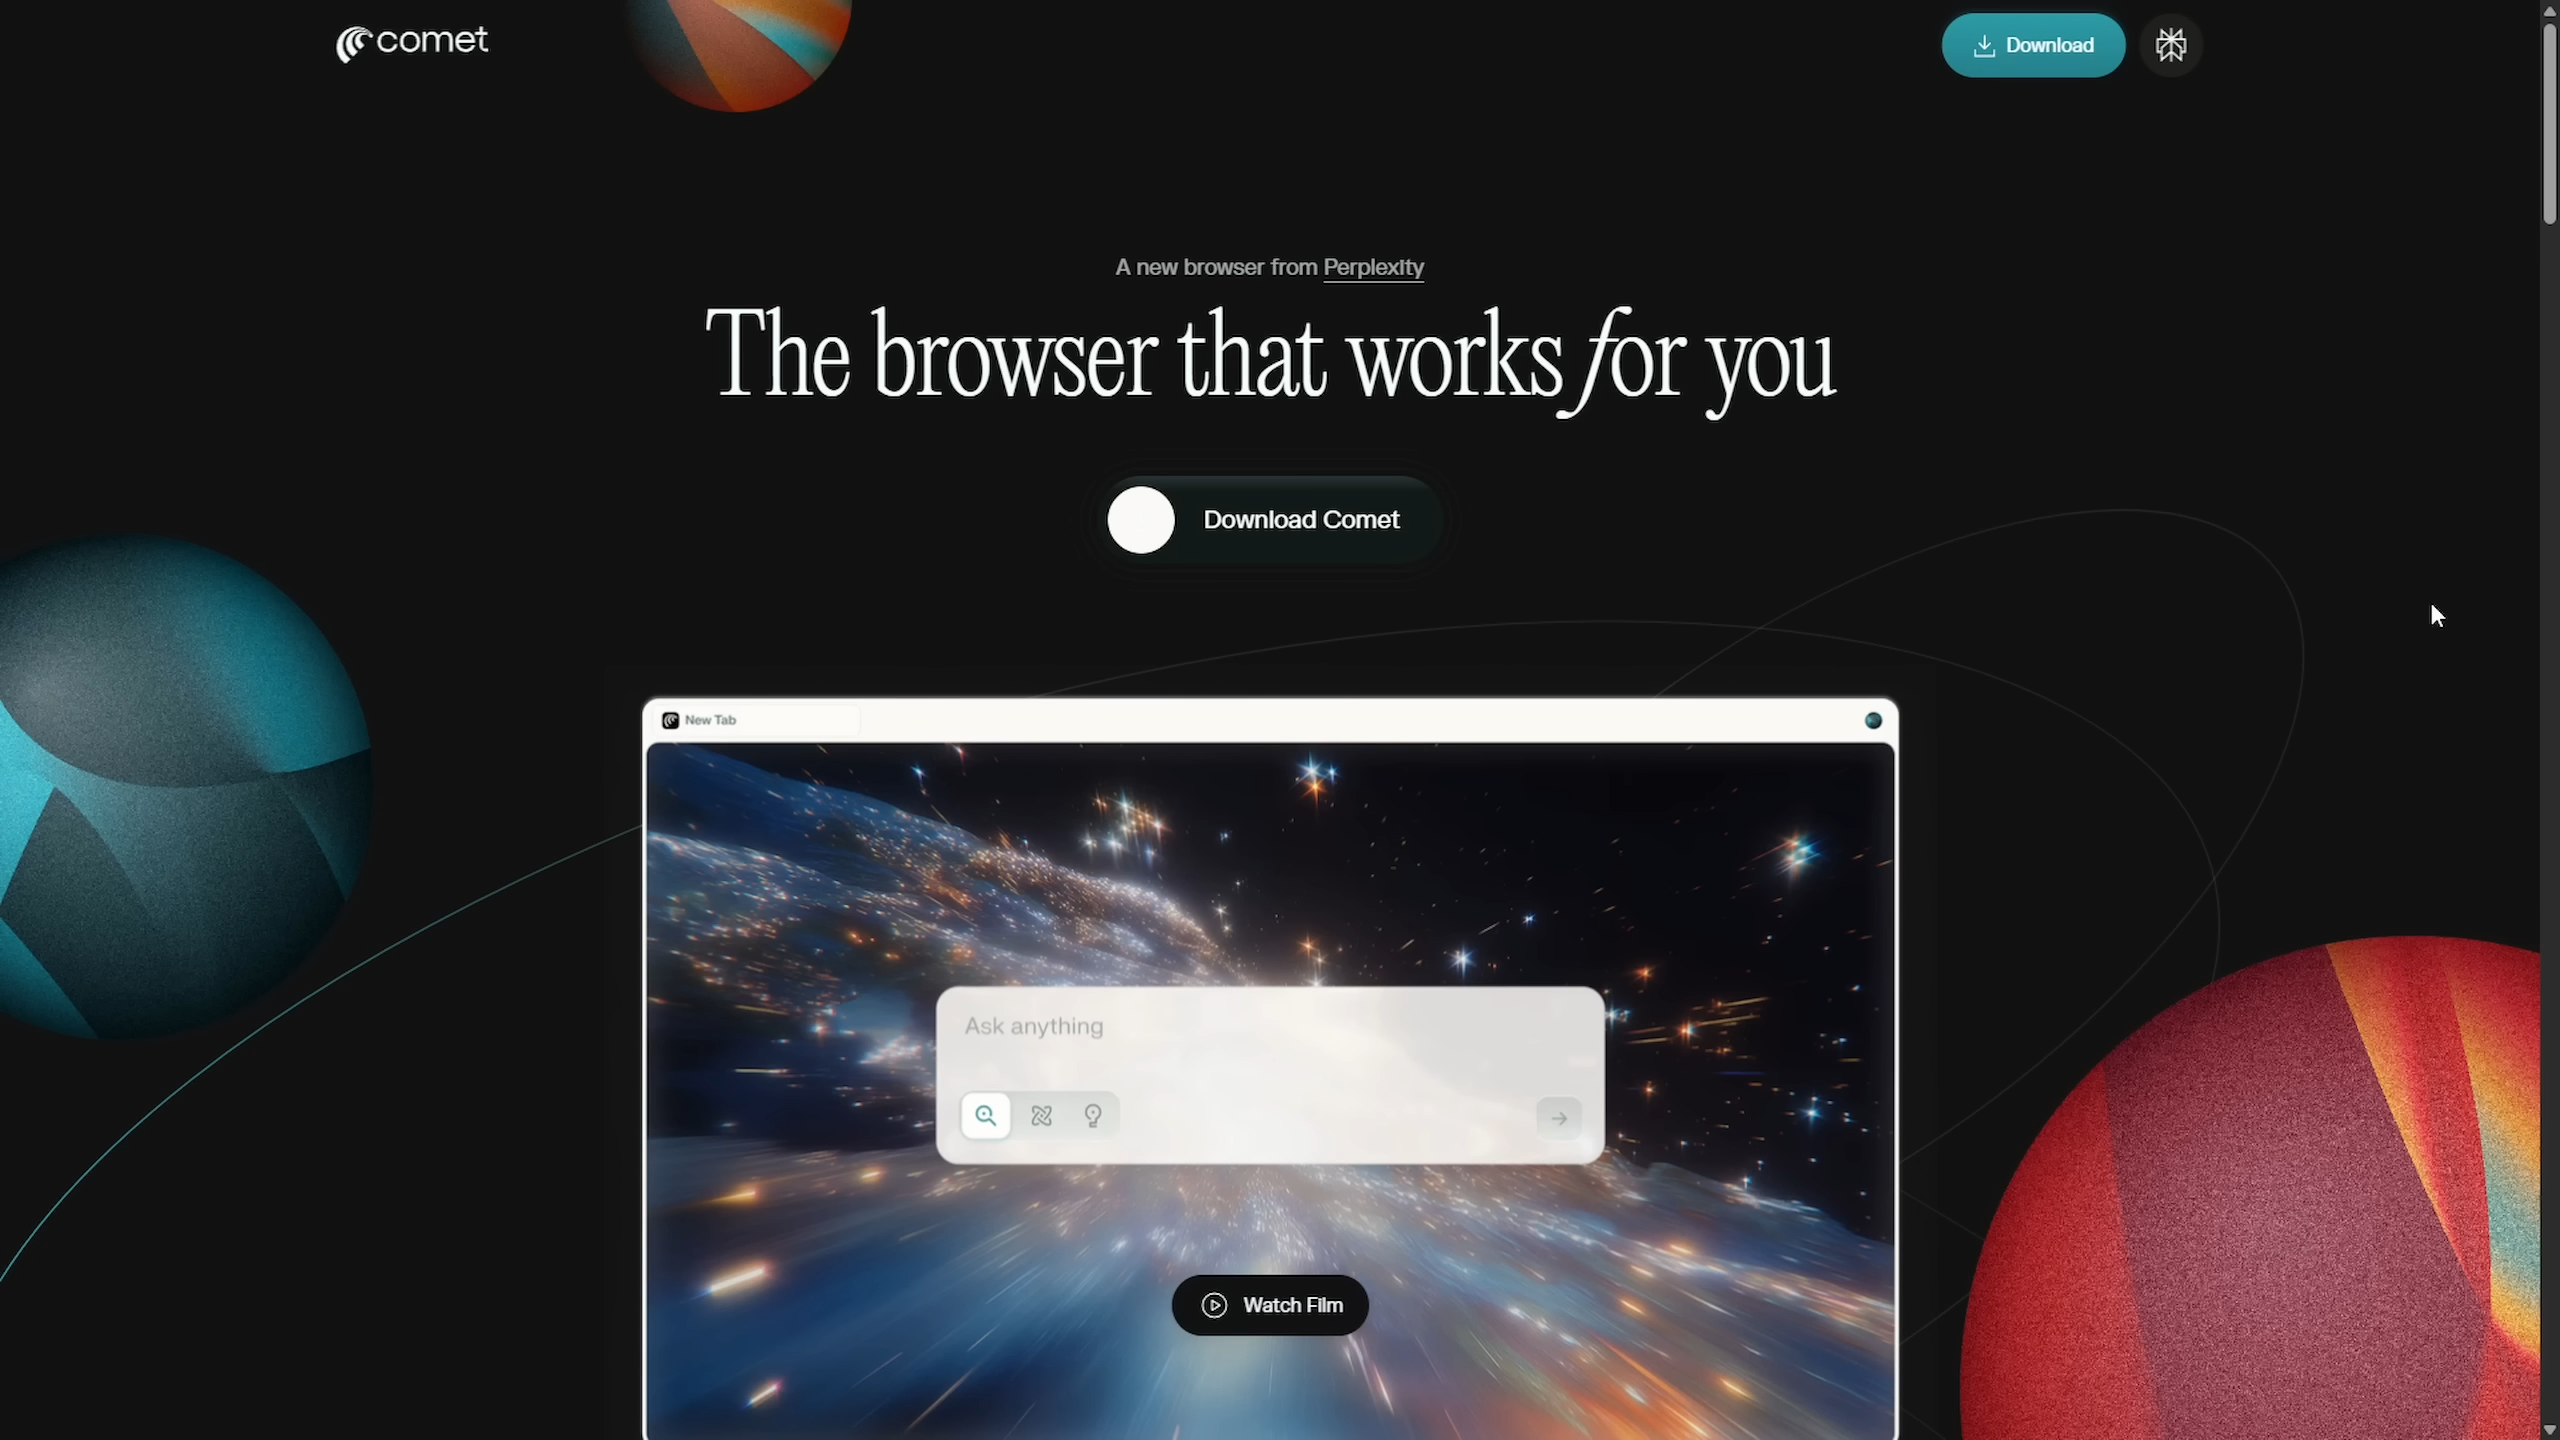 comet
Download
A new browser from Perplexity
The browser that works for you
Download Comet
New Tab
Ask anything
Watch Film